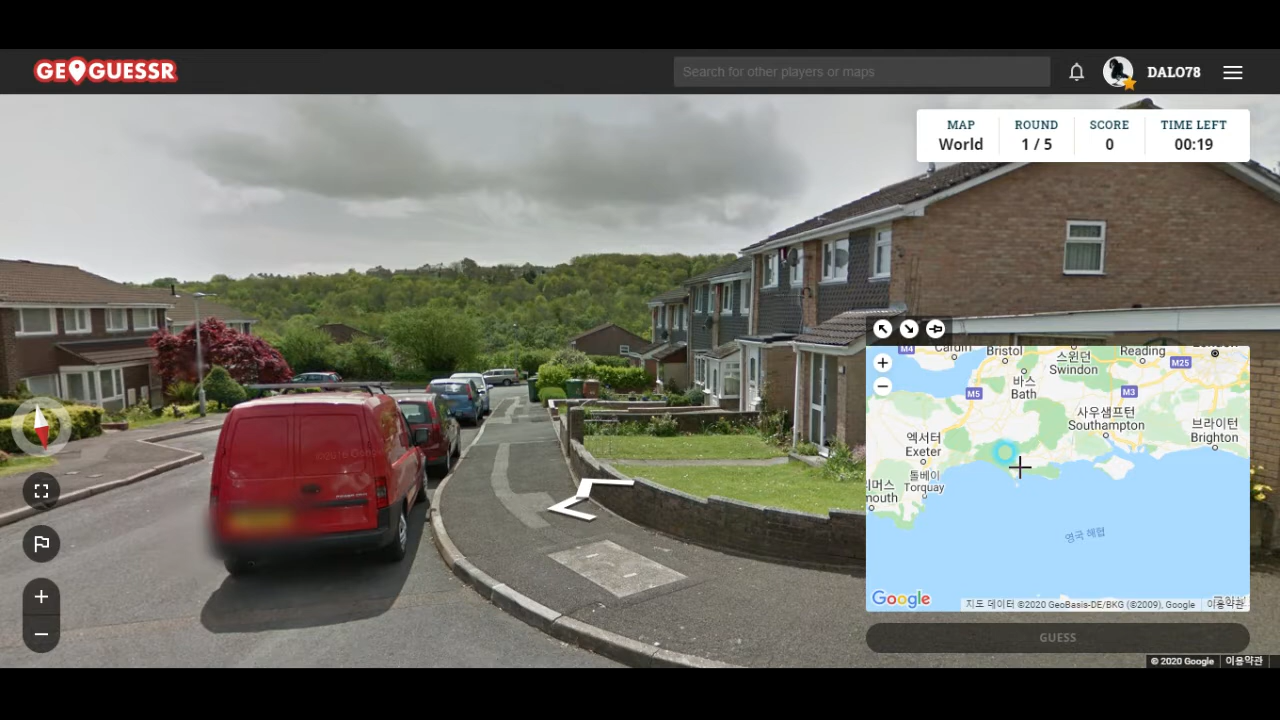 GEOGUESSR
Search for other players or maps
DALO78
MAP
World
ROUND
1 / 5
SCORE
0
TIME LEFT
00:19
M4
Bristol
스윈던
Swindon
Reading
M25
바스
Bath
M5
M3
사우샘프턴
Southampton
브라이턴
Brighton
엑서터
Exeter
톨베이
Torquay
mouth
영국 해협
Google
지도 데이터 ©2020 GeoBasis-DE/BKG (©2009), Google
이용약관
GUESS
© 2020 Google
이용약관